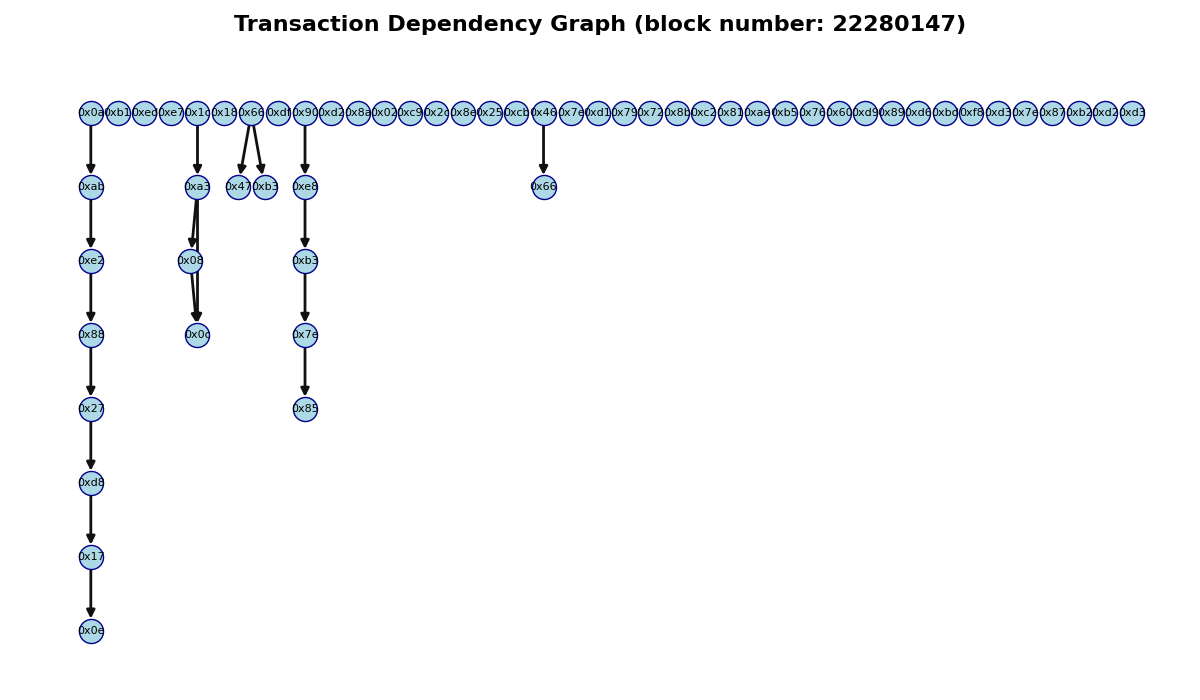 Transaction Dependency Graph (block number: 22280147)
0x0a 0xb1 0xed 0xe7 0x1c 0x18 0x66 0xdf 0x90 0xd2 0x8a 0x02 0xc9 0x2c 0x8e 0x25 0xcb 0x46 0x7e 0xd1 0x79 0x72 0x8b 0xc2 0x81 0xae 0xb5 0x76 0x60 0xd9 0x89 0xd6 0xbd 0xf8 0xd3 0x7e 0x87 0xb2 0xd2 0xd3
0xab 0xa3 0x47 0xb3 0xe8 0x66
0xe2 0x08 0xb3
0x88 0x0c 0x7e
0x27 0x85
0xd8
0x17
0x0e